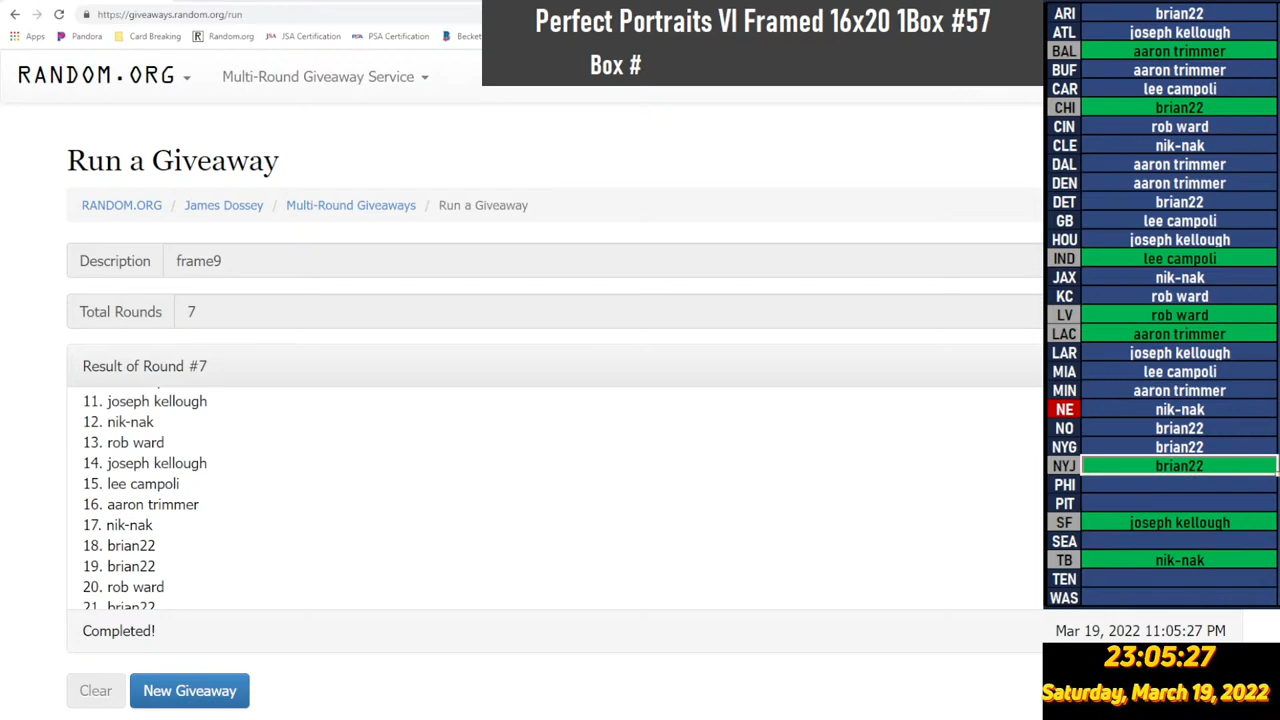 https://giveaways.random.org/run
Apps
Pandora
Card Breaking
Random.org
JSA Certification
PSA Certification
Beckett
Perfect Portraits VI Framed 16x20 1Box #57
Box #
RANDOM.ORG
Multi-Round Giveaway Service
Run a Giveaway
RANDOM.ORG / James Dossey / Multi-Round Giveaways / Run a Giveaway
Description frame9
Total Rounds 7
Result of Round #7
11. joseph kellough
12. nik-nak
13. rob ward
14. joseph kellough
15. lee campoli
16. aaron trimmer
17. nik-nak
18. brian22
19. brian22
20. rob ward
21. brian22
Completed!
Clear
New Giveaway
ARI brian22
ATL joseph kellough
BAL aaron trimmer
BUF aaron trimmer
CAR lee campoli
CHI brian22
CIN rob ward
CLE nik-nak
DAL aaron trimmer
DEN aaron trimmer
DET brian22
GB lee campoli
HOU joseph kellough
IND lee campoli
JAX nik-nak
KC rob ward
LV rob ward
LAC aaron trimmer
LAR joseph kellough
MIA lee campoli
MIN aaron trimmer
NE nik-nak
NO brian22
NYG brian22
NYJ brian22
PHI
PIT
SF joseph kellough
SEA
TB nik-nak
TEN
WAS
Mar 19, 2022 11:05:27 PM
23:05:27
Saturday, March 19, 2022